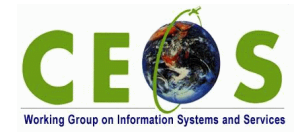 CEOS
Working Group on Information Systems and Services